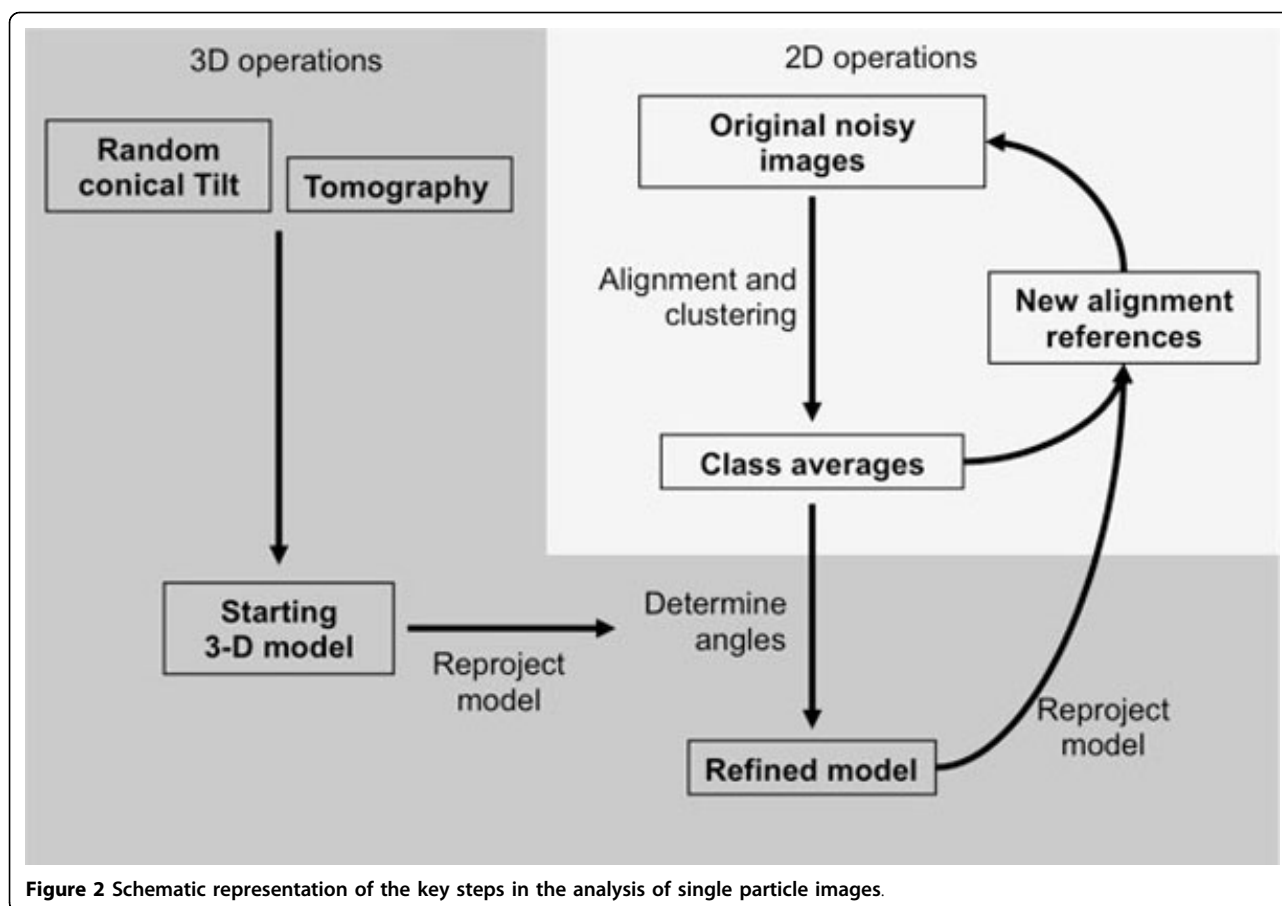 3D operations
2D operations
Random
conical Tilt
Tomography
Original noisy
images
Alignment and
clustering
New alignment
references
Class averages
Starting
3-D model
Reproject
model
Determine
angles
Refined model
Reproject
model
Figure 2 Schematic representation of the key steps in the analysis of single particle images.